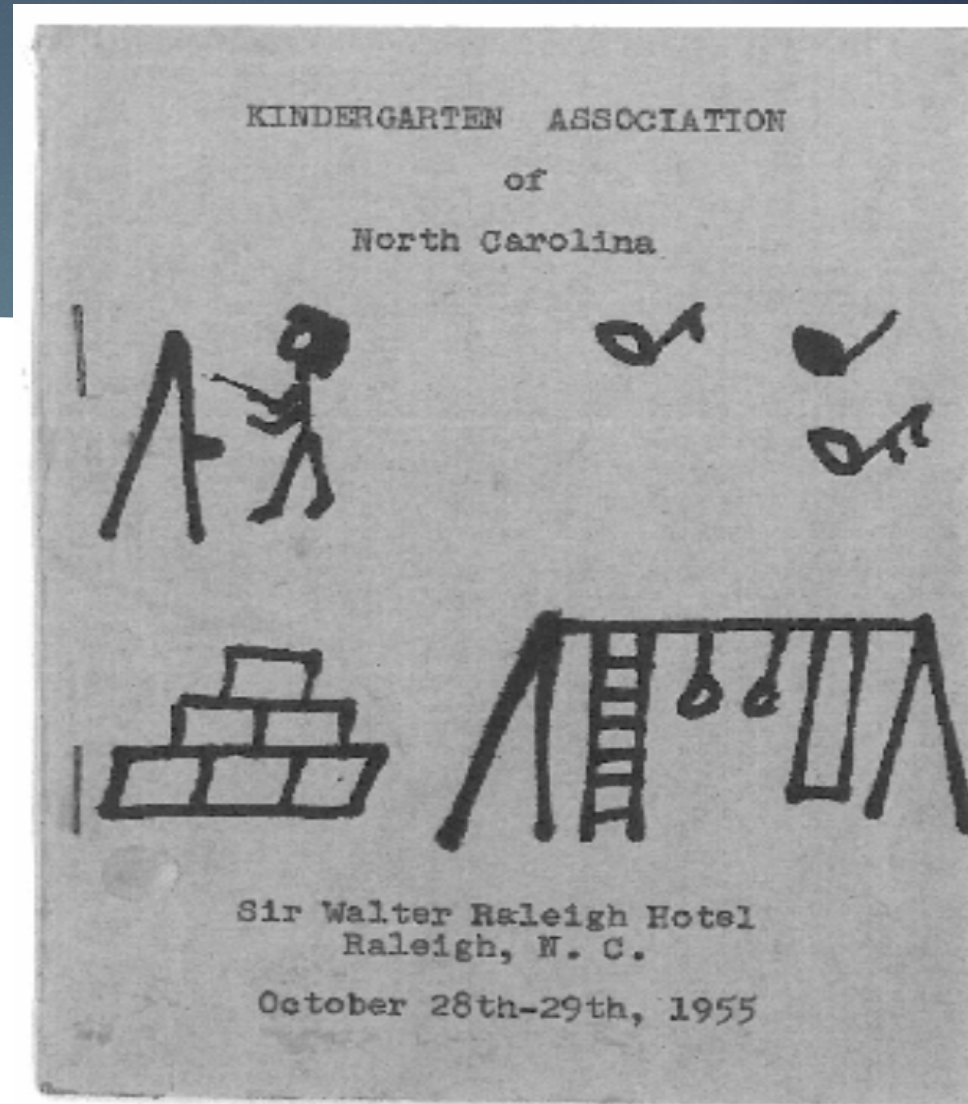 KINDERGARTEN ASSOCIATION
of
North Carolina
Sir Walter Raleigh Hotel
Raleigh, N. C.
October 28th-29th, 1955